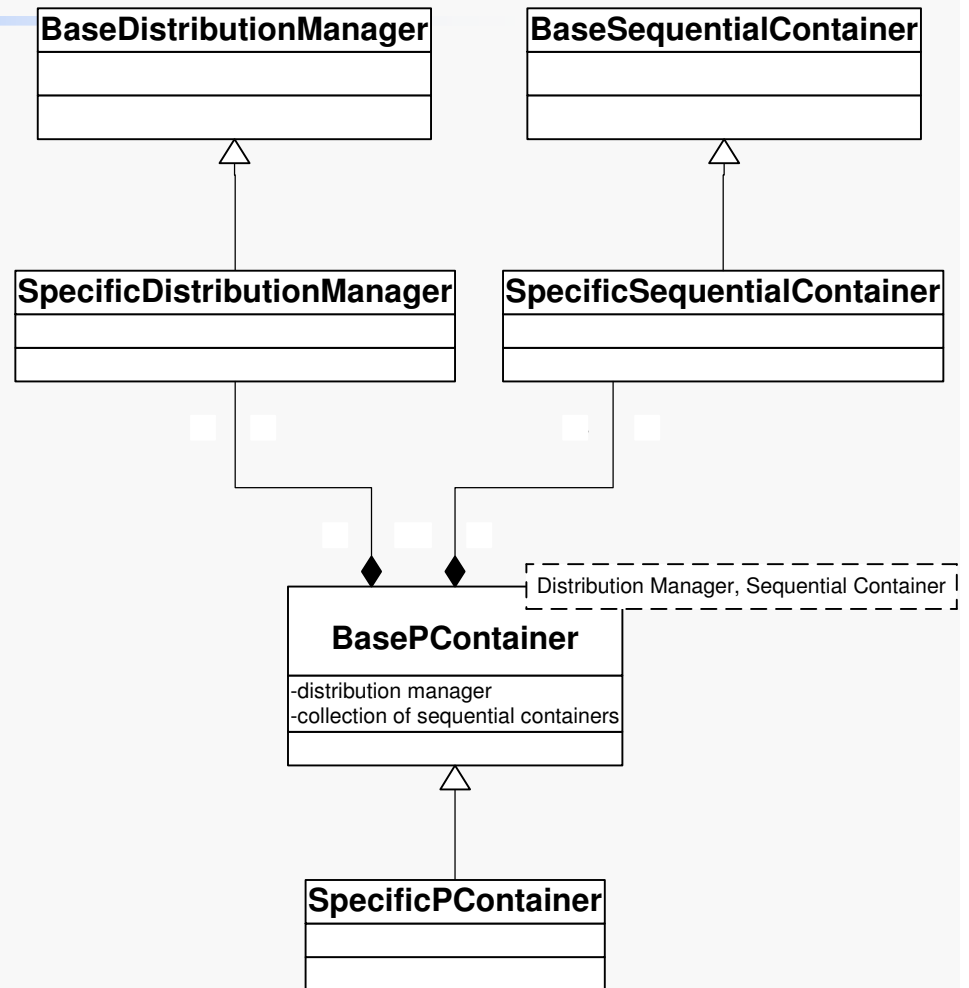 BaseDistributionManager
BaseSequentialContainer
SpecificDistributionManager
SpecificSequentialContainer
Distribution Manager, Sequential Container
BasePContainer
-distribution manager
-collection of sequential containers
SpecificPContainer